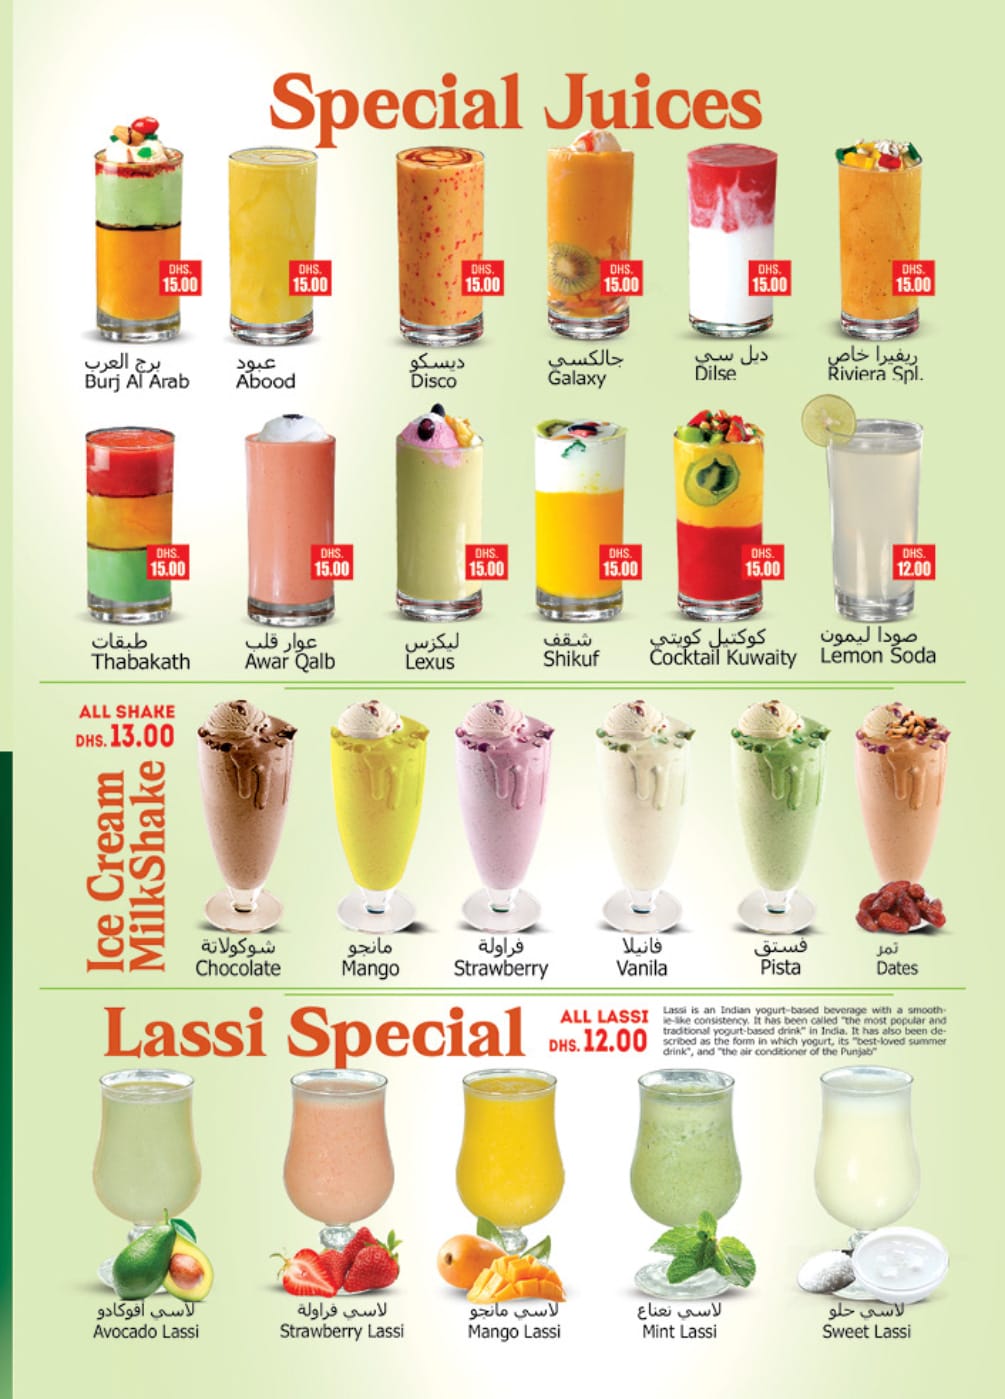 Special Juices
DHS.
15.00
DHS.
15.00
DHS.
15.00
DHS.
15.00
DHS.
15.00
DHS.
15.00
برج العرب
Burj Al Arab
عبود
Abood
ديسكو
Disco
جالكسي
Galaxy
ديل سي
Dilse
ريفيرا خاص
Riviera Spl.
DHS.
15.00
DHS.
15.00
DHS.
15.00
DHS.
15.00
DHS.
15.00
DHS.
12.00
طبقات
Thabakath
عوار قلب
Awar Qalb
ليكزس
Lexus
شقف
Shikuf
كوكتيل كويتي
Cocktail Kuwaity
صودا ليمون
Lemon Soda
ALL SHAKE
DHS. 13.00
Ice Cream
MilkShake
شوكولاتة
Chocolate
مانجو
Mango
فراولة
Strawberry
فانيلا
Vanila
فستق
Pista
تمر
Dates
Lassi Special
ALL LASSI
DHS. 12.00
Lassi is an Indian yogurt-based beverage with a smooth-
ie-like consistency. It has been called "the most popular and
traditional yogurt-based drink" in India. It has also been de-
scribed as the form in which yogurt, its "best-loved summer
drink", and "the air conditioner of the Punjab"
لاسي أفوكادو
Avocado Lassi
لاسي فراولة
Strawberry Lassi
لاسي مانجو
Mango Lassi
لاسي نعناع
Mint Lassi
لاسي حلو
Sweet Lassi